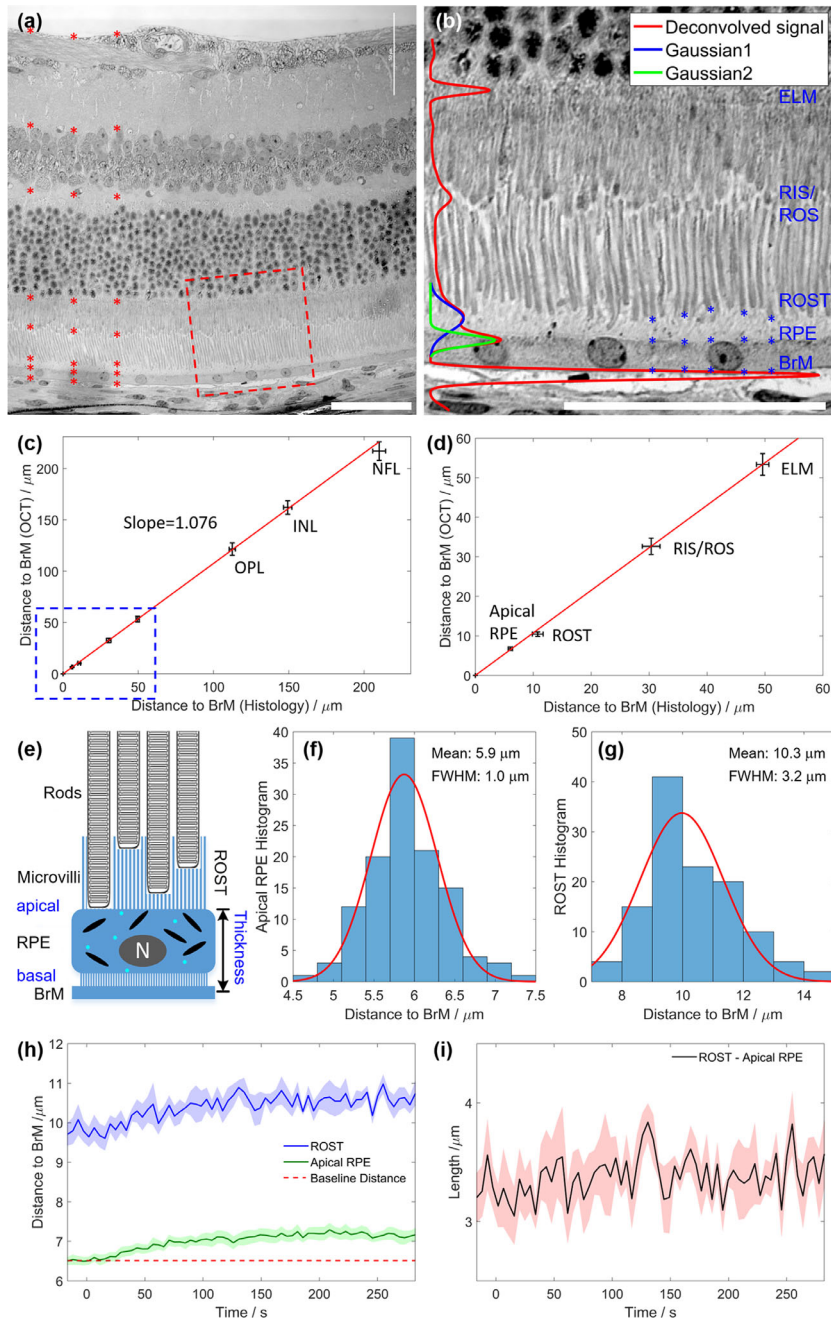 (a)
(b)
Deconvolved signal
Gaussian1
Gaussian2
ELM
RIS/
ROS
ROST
RPE
BrM
(c)
Distance to BrM (OCT) / μm
200
150
100
50
0
Slope=1.076
NFL
INL
OPL
0 50 100 150 200
Distance to BrM (Histology) / μm
(d)
Distance to BrM (OCT) / μm
60
50
40
30
20
10
0
ELM
RIS/ROS
Apical
RPE
ROST
0 10 20 30 40 50 60
Distance to BrM (Histology) / μm
(e)
Rods
Microvilli
apical
RPE
basal
BrM
N
ROST
Thickness
(f)
Apical RPE Histogram
40
35
30
25
20
15
10
5
0
Mean: 5.9 μm
FWHM: 1.0 μm
4.5 5.0 5.5 6.0 6.5 7.0 7.5
Distance to BrM / μm
(g)
ROST Histogram
50
40
30
20
10
0
Mean: 10.3 μm
FWHM: 3.2 μm
8 10 12 14
Distance to BrM / μm
(h)
Distance to BrM /μm
12
11
10
9
7
6
ROST
Apical RPE
Baseline Distance
0 50 100 150 200 250
Time / s
(i)
Length /μm
4
3
ROST - Apical RPE
0 50 100 150 200 250
Time / s